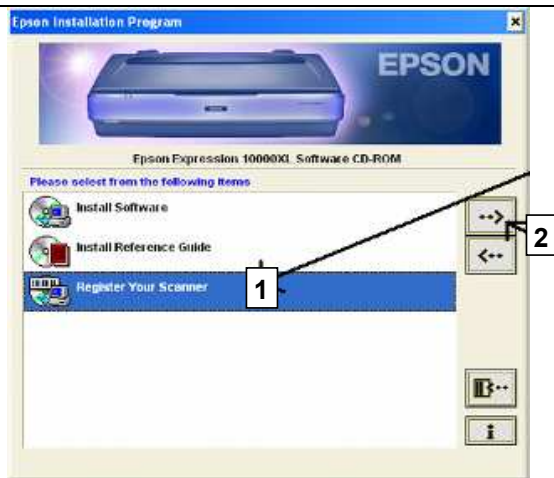 Epson Installation Program
EPSON
Epson Expression 10000XL Software CD-ROM
Please select from the following items
Install Software
Install Reference Guide
Register Your Scanner
1
2
-->
<--
i